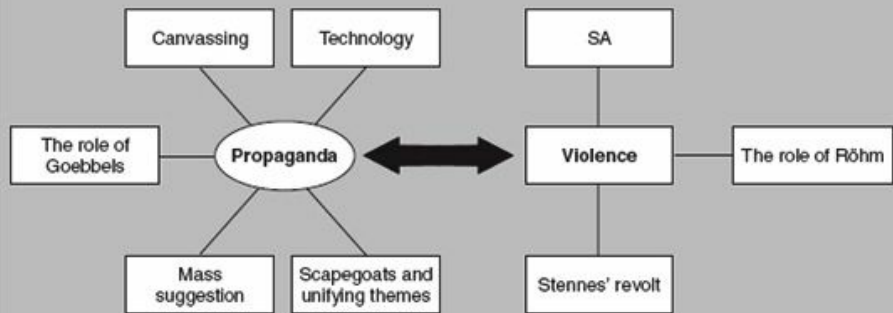 Canvassing
Technology
SA
The role of
Goebbels
Propaganda
Violence
The role of Röhm
Mass
suggestion
Scapegoats and
unifying themes
Stennes' revolt